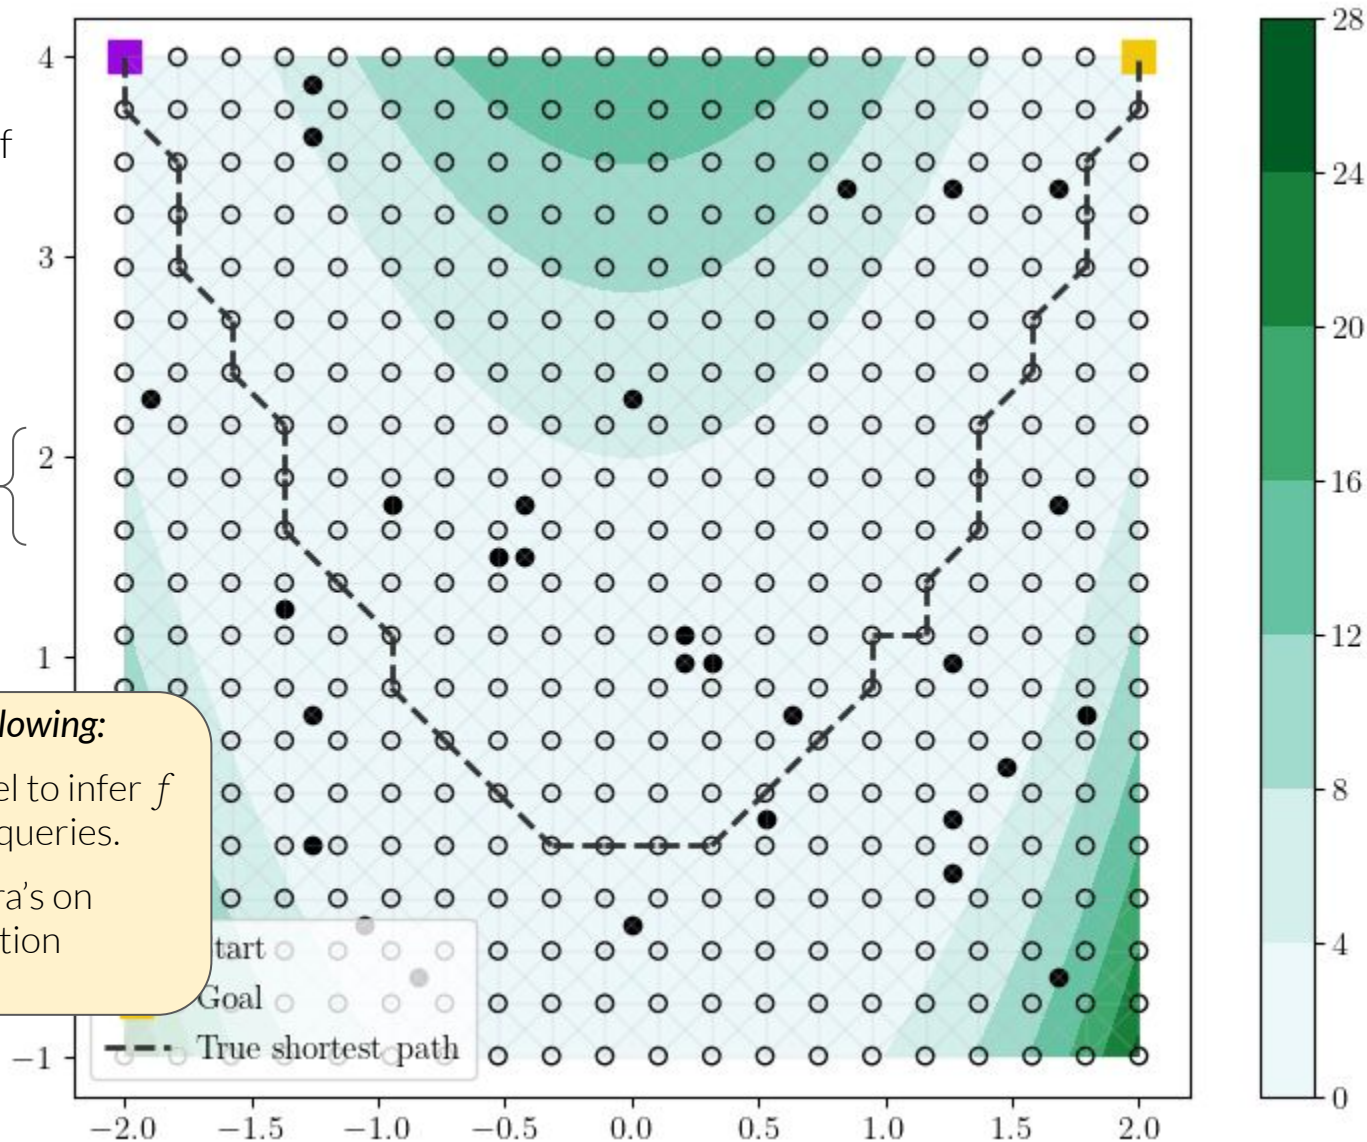 f
4
3
2
1
−1
lowing:
el to infer f
queries.
ra’s on
tion
tart
Goal
True shortest path
−2.0 −1.5 −1.0 −0.5 0.0 0.5 1.0 1.5 2.0
28
24
20
16
12
8
4
0